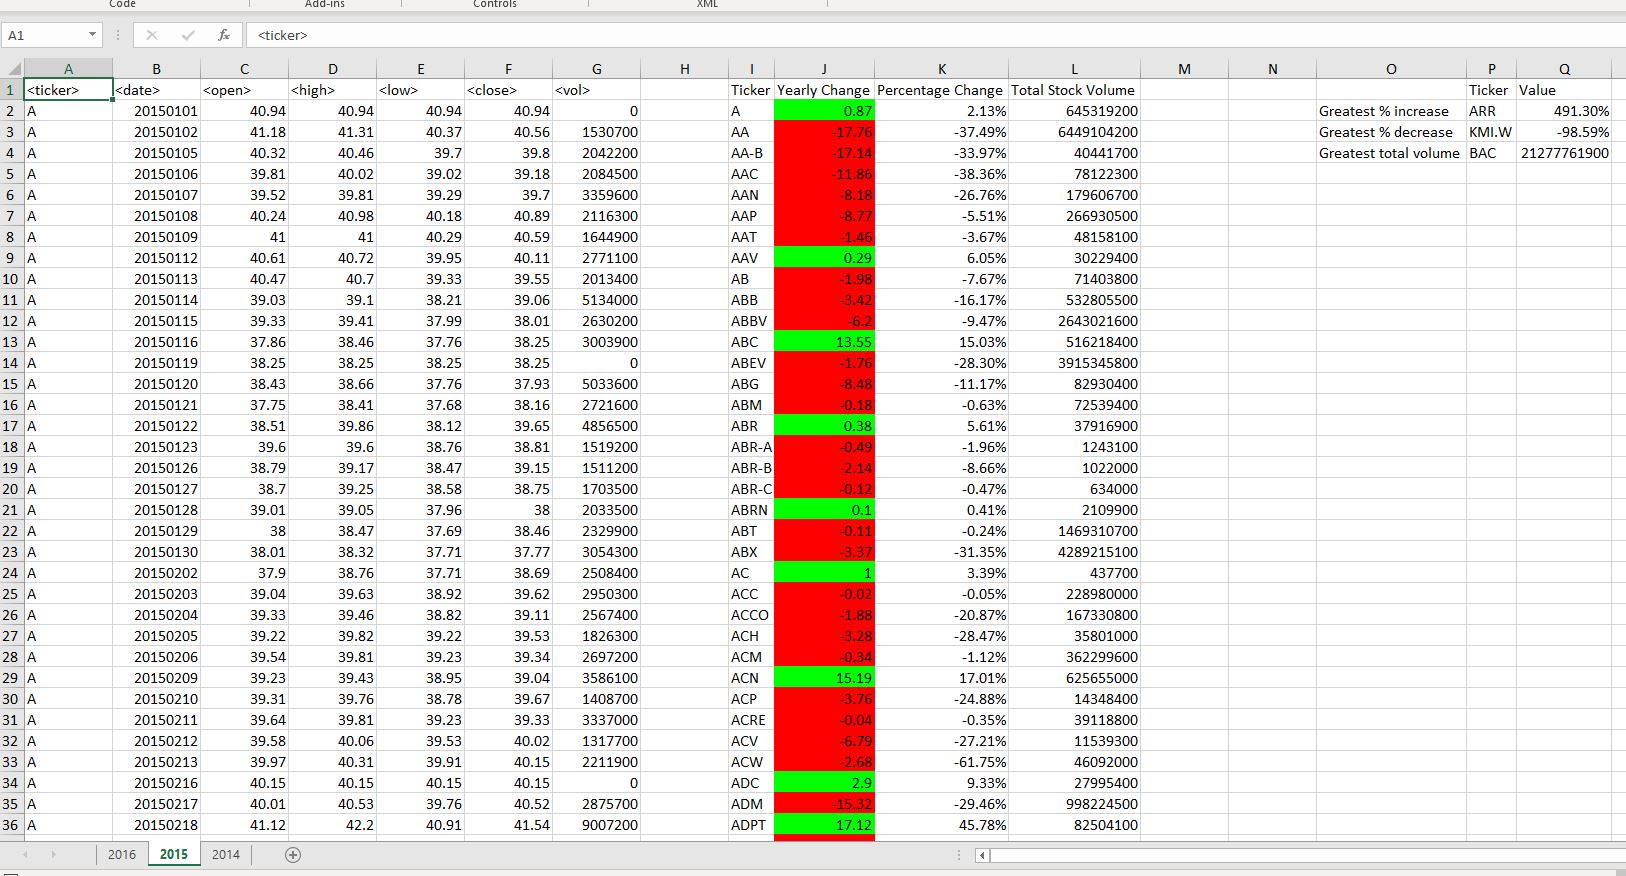 Code Add-ins Controls XML
A1 fx <ticker>
A B C D E F G H I J K L M N O P Q
1 <ticker> <date> <open> <high> <low> <close> <vol> Ticker Yearly Change Percentage Change Total Stock Volume Ticker Value
2 A 20150101 40.94 40.94 40.94 40.94 0 A 0.87 2.13% 645319200 Greatest % increase ARR 491.30%
3 A 20150102 41.18 41.31 40.37 40.56 1530700 AA -17.76 -37.49% 6449104200 Greatest % decrease KMI.W -98.59%
4 A 20150105 40.32 40.46 39.7 39.8 2042200 AA-B -17.14 -33.97% 40441700 Greatest total volume BAC 21277761900
5 A 20150106 39.81 40.02 39.02 39.18 2084500 AAC -11.86 -38.36% 78122300
6 A 20150107 39.52 39.81 39.29 39.7 3359600 AAN -8.18 -26.76% 179606700
7 A 20150108 40.24 40.98 40.18 40.89 2116300 AAP -8.77 -5.51% 266930500
8 A 20150109 41 41 40.29 40.59 1644900 AAT -1.46 -3.67% 48158100
9 A 20150112 40.61 40.72 39.95 40.11 2771100 AAV 0.29 6.05% 30229400
10 A 20150113 40.47 40.7 39.33 39.55 2013400 AB -1.98 -7.67% 71403800
11 A 20150114 39.03 39.1 38.21 39.06 5134000 ABB -3.42 -16.17% 532805500
12 A 20150115 39.33 39.41 37.99 38.01 2630200 ABBV -6.2 -9.47% 2643021600
13 A 20150116 37.86 38.46 37.76 38.25 3003900 ABC 13.55 15.03% 516218400
14 A 20150119 38.25 38.25 38.25 38.25 0 ABEV -1.76 -28.30% 3915345800
15 A 20150120 38.43 38.66 37.76 37.93 5033600 ABG -8.48 -11.17% 82930400
16 A 20150121 37.75 38.41 37.68 38.16 2721600 ABM -0.18 -0.63% 72539400
17 A 20150122 38.51 39.86 38.12 39.65 4856500 ABR 0.38 5.61% 37916900
18 A 20150123 39.6 39.6 38.76 38.81 1519200 ABR-A -0.49 -1.96% 1243100
19 A 20150126 38.79 39.17 38.47 39.15 1511200 ABR-B -2.14 -8.66% 1022000
20 A 20150127 38.7 39.25 38.58 38.75 1703500 ABR-C -0.12 -0.47% 634000
21 A 20150128 39.01 39.05 37.96 38 2033500 ABRN 0.1 0.41% 2109900
22 A 20150129 38 38.47 37.69 38.46 2329900 ABT -0.11 -0.24% 1469310700
23 A 20150130 38.01 38.32 37.71 37.77 3054300 ABX -3.37 -31.35% 4289215100
24 A 20150202 37.9 38.76 37.71 38.69 2508400 AC 1 3.39% 437700
25 A 20150203 39.04 39.63 38.92 39.62 2950300 ACC -0.02 -0.05% 228980000
26 A 20150204 39.33 39.46 38.82 39.11 2567400 ACCO -1.88 -20.87% 167330800
27 A 20150205 39.22 39.82 39.22 39.53 1826300 ACH -3.28 -28.47% 35801000
28 A 20150206 39.54 39.81 39.23 39.34 2697200 ACM -0.34 -1.12% 362299600
29 A 20150209 39.23 39.43 38.95 39.04 3586100 ACN 15.19 17.01% 625655000
30 A 20150210 39.31 39.76 38.78 39.67 1408700 ACP -3.76 -24.88% 14348400
31 A 20150211 39.64 39.81 39.23 39.33 3337000 ACRE -0.04 -0.35% 39118800
32 A 20150212 39.58 40.06 39.53 40.02 1317700 ACV -6.79 -27.21% 11539300
33 A 20150213 39.97 40.31 39.91 40.15 2211900 ACW -2.68 -61.75% 46092000
34 A 20150216 40.15 40.15 40.15 40.15 0 ADC 2.9 9.33% 27995400
35 A 20150217 40.01 40.53 39.76 40.52 2875700 ADM -15.32 -29.46% 998224500
36 A 20150218 41.12 42.2 40.91 41.54 9007200 ADPT 17.12 45.78% 82504100
2016 2015 2014